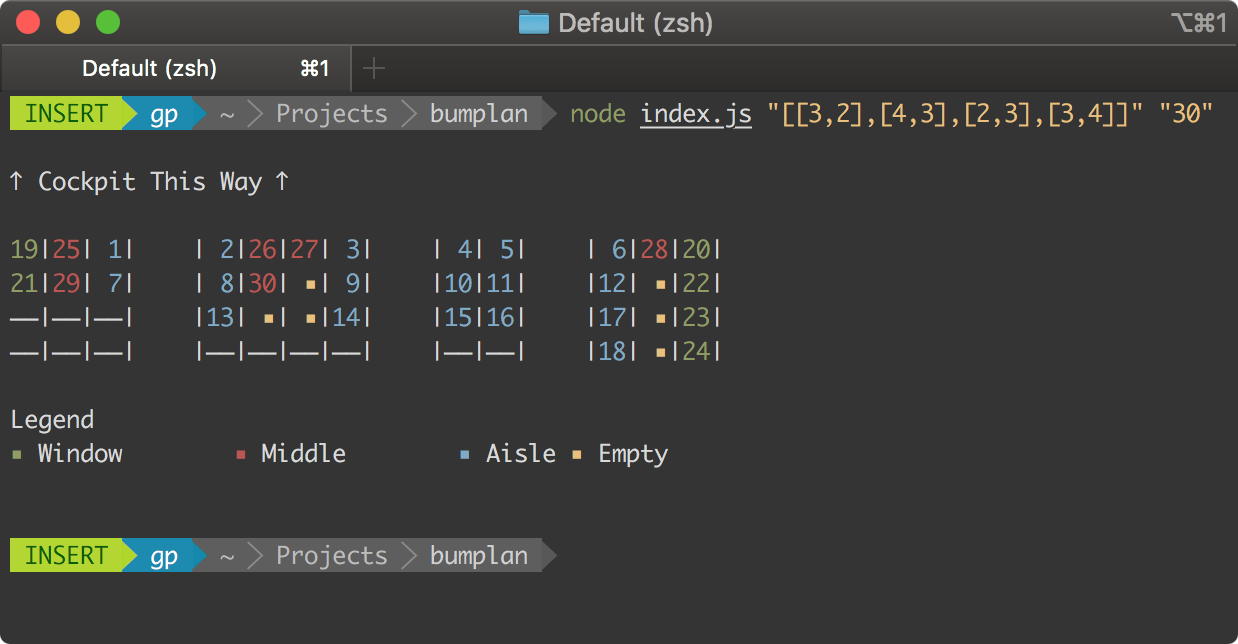 Default (zsh) ⌥⌘1
Default (zsh) ⌘1 +
INSERT gp ~ Projects bumplan node index.js "[[3,2],[4,3],[2,3],[3,4]]" "30"
↑ Cockpit This Way ↑
19|25| 1|    | 2|26|27| 3|    | 4| 5|    | 6|28|20|
21|29| 7|    | 8|30| ▪| 9|    |10|11|    |12| ▪|22|
——|——|——|    |13| ▪| ▪|14|    |15|16|    |17| ▪|23|
——|——|——|    |——|——|——|——|    |——|——|    |18| ▪|24|
Legend
▪ Window        ▪ Middle        ▪ Aisle ▪ Empty
INSERT gp ~ Projects bumplan